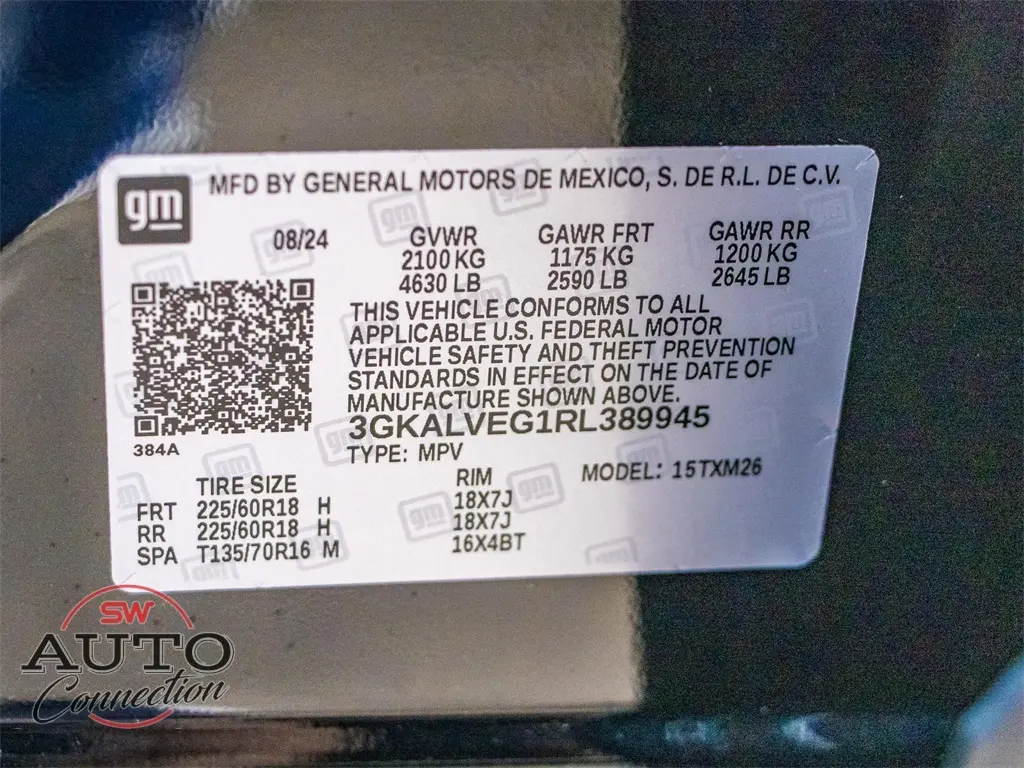 gm
MFD BY GENERAL MOTORS DE MEXICO, S. DE R.L. DE C.V.
08/24
GVWR
2100 KG
4630 LB
GAWR FRT
1175 KG
2590 LB
GAWR RR
1200 KG
2645 LB
THIS VEHICLE CONFORMS TO ALL
APPLICABLE U.S. FEDERAL MOTOR
VEHICLE SAFETY AND THEFT PREVENTION
STANDARDS IN EFFECT ON THE DATE OF
MANUFACTURE SHOWN ABOVE.
3GKALVEG1RL389945
384A
TYPE: MPV
MODEL: 15TXM26
TIRE SIZE RIM
FRT 225/60R18 H 18X7J
RR 225/60R18 H 18X7J
SPA T135/70R16 M 16X4BT
SW
AUTO
Connection